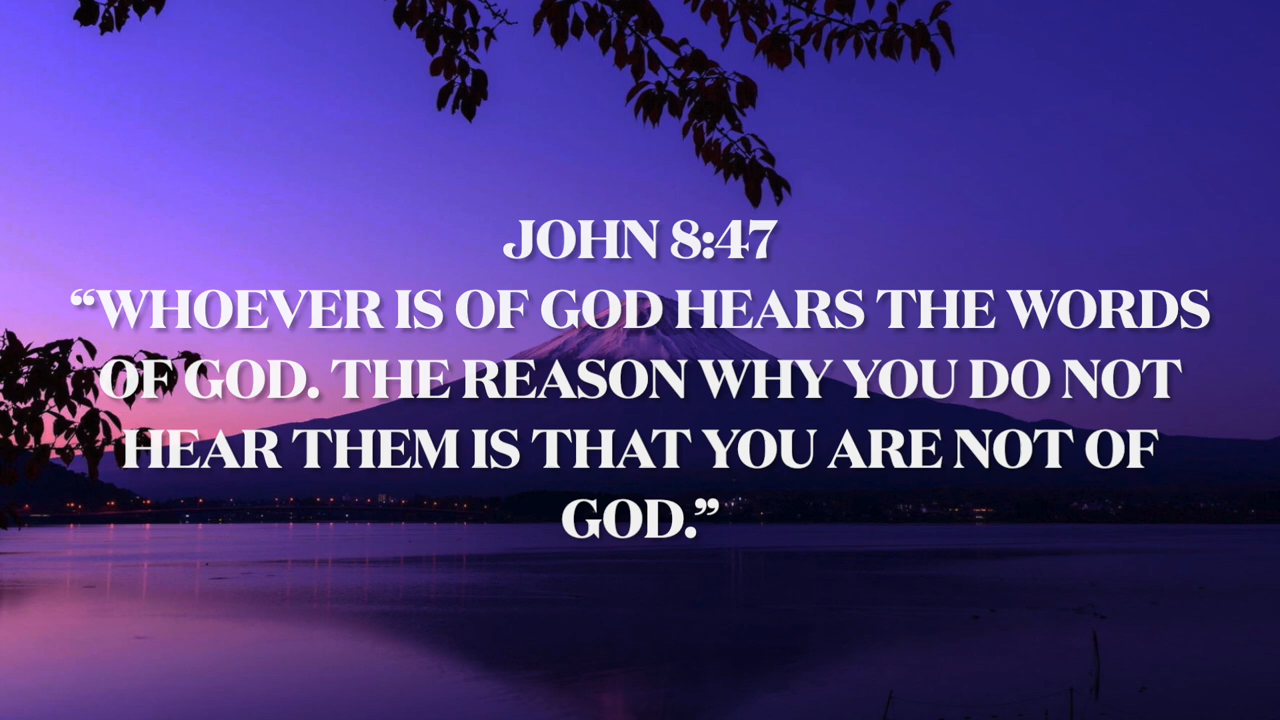 JOHN 8:47
“WHOEVER IS OF GOD HEARS THE WORDS
OF GOD. THE REASON WHY YOU DO NOT
HEAR THEM IS THAT YOU ARE NOT OF
GOD.”